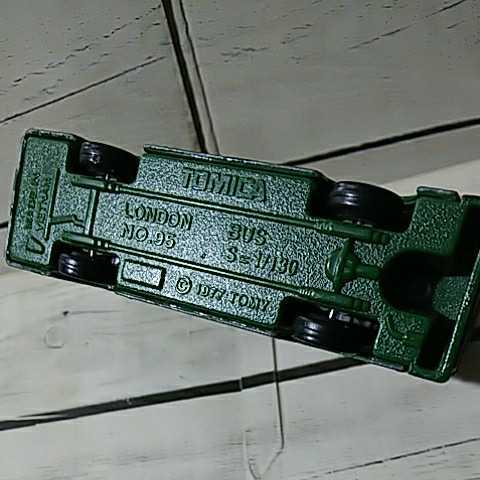 TOMICA
LONDON BUS
NO.95 S=1/130
© 1977 TOMY